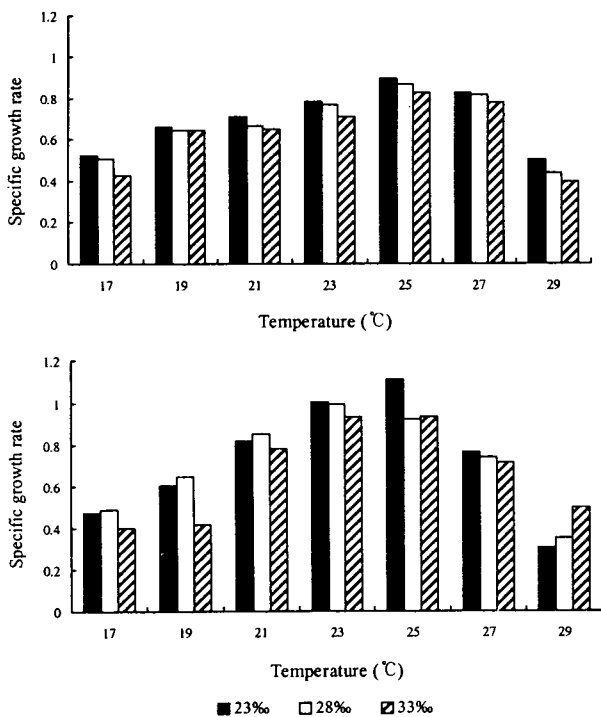 1.2
1
0.8
0.6
0.4
0.2
0
Specific growth rate
17 19 21 23 25 27 29
Temperature (℃)
1.2
1
0.8
0.6
0.4
0.2
0
Specific growth rate
17 19 21 23 25 27 29
Temperature (℃)
23‰ 28‰ 33‰